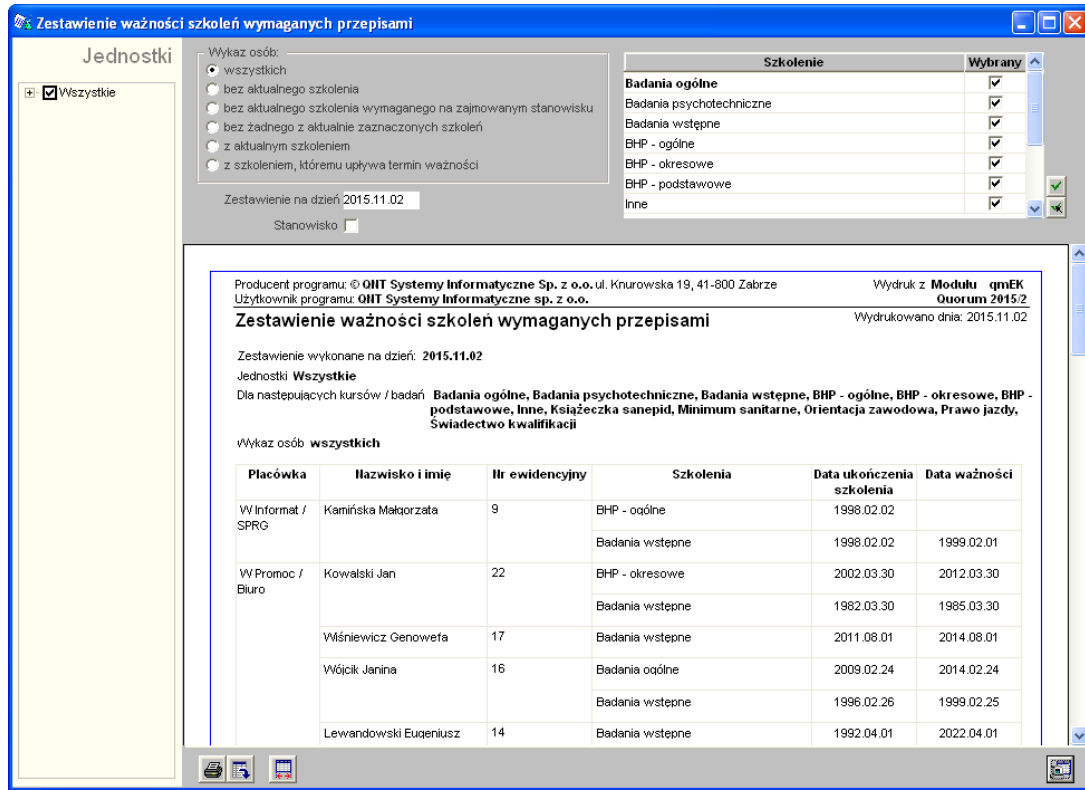 Zestawienie ważności szkoleń wymaganych przepisami
Jednostki
Wszystkie
Wykaz osób:
wszystkich
bez aktualnego szkolenia
bez aktualnego szkolenia wymaganego na zajmowanym stanowisku
bez żadnego z aktualnie zaznaczonych szkoleń
z aktualnym szkoleniem
z szkoleniem, któremu upływa termin ważności
Zestawienie na dzień 2015.11.02
Stanowisko
Szkolenie Wybrany
Badania ogólne
Badania psychotechniczne
Badania wstępne
BHP - ogólne
BHP - okresowe
BHP - podstawowe
Inne
Producent programu: © QNT Systemy Informatyczne Sp. z o.o. ul. Knurowska 19, 41-800 Zabrze Wydruk z Modułu qmEK
Użytkownik programu: QNT Systemy Informatyczne sp. z o.o. Quorum 2015/2
Zestawienie ważności szkoleń wymaganych przepisami Wydrukowano dnia: 2015.11.02
Zestawienie wykonane na dzień: 2015.11.02
Jednostki Wszystkie
Dla następujących kursów / badań Badania ogólne, Badania psychotechniczne, Badania wstępne, BHP - ogólne, BHP - okresowe, BHP -
podstawowe, Inne, Książeczka sanepid, Minimum sanitarne, Orientacja zawodowa, Prawo jazdy,
Świadectwo kwalifikacji
Wykaz osób wszystkich
Placówka Nazwisko i imię Nr ewidencyjny Szkolenia Data ukończenia Data ważności
szkolenia
W Informat / Kamińska Małgorzata 9 BHP - ogólne 1998.02.02
SPRG
Badania wstępne 1998.02.02 1999.02.01
W Promoc / Kowalski Jan 22 BHP - okresowe 2002.03.30 2012.03.30
Biuro
Badania wstępne 1982.03.30 1985.03.30
Wiśniewicz Genowefa 17 Badania wstępne 2011.08.01 2014.08.01
Wójcik Janina 16 Badania ogólne 2009.02.24 2014.02.24
Badania wstępne 1996.02.26 1999.02.25
Lewandowski Eugeniusz 14 Badania wstępne 1992.04.01 2022.04.01